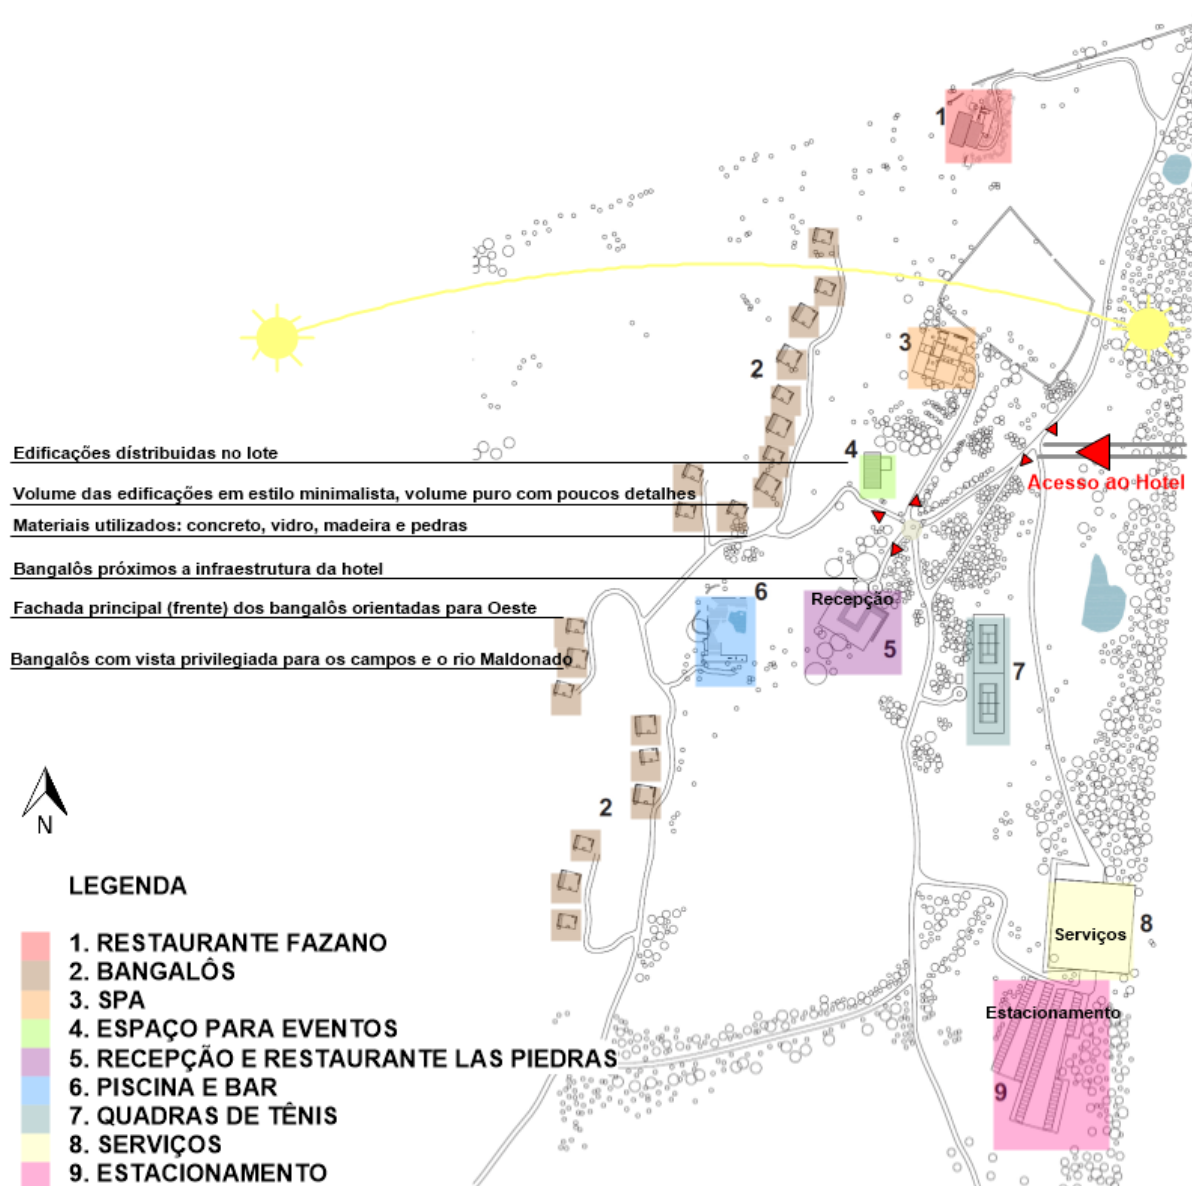 1
3
2
Edificações dístribuidas no lote
4
Volume das edificações em estilo minimalista, volume puro com poucos detalhes
Acesso ao Hotel
Materiais utilizados: concreto, vidro, madeira e pedras
Bangalôs próximos a infraestrutura da hotel
6
Recepção
Fachada principal (frente) dos bangalôs orientadas para Oeste
5
Bangalôs com vista privilegiada para os campos e o rio Maldonado
7
2
N
LEGENDA
1. RESTAURANTE FAZANO
2. BANGALÔS
3. SPA
4. ESPAÇO PARA EVENTOS
5. RECEPÇÃO E RESTAURANTE LAS PIEDRAS
6. PISCINA E BAR
7. QUADRAS DE TÊNIS
8. SERVIÇOS
9. ESTACIONAMENTO
8
Serviços
Estacionamento
9